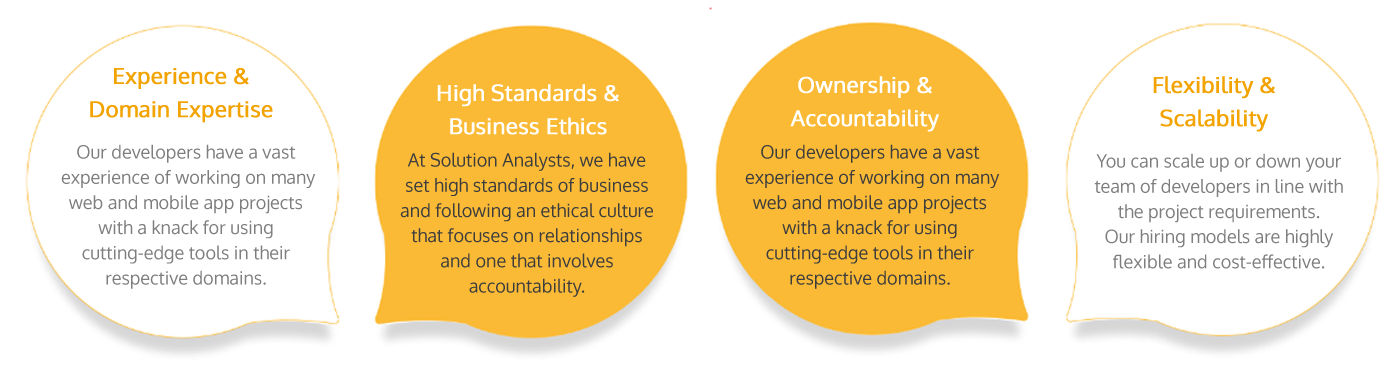 Experience &
Domain Expertise
Our developers have a vast
experience of working on many
web and mobile app projects
with a knack for using
cutting-edge tools in their
respective domains.
High Standards &
Business Ethics
At Solution Analysts, we have
set high standards of business
and following an ethical culture
that focuses on relationships
and one that involves
accountability.
Ownership &
Accountability
Our developers have a vast
experience of working on many
web and mobile app projects
with a knack for using
cutting-edge tools in their
respective domains.
Flexibility &
Scalability
You can scale up or down your
team of developers in line with
the project requirements.
Our hiring models are highly
flexible and cost-effective.